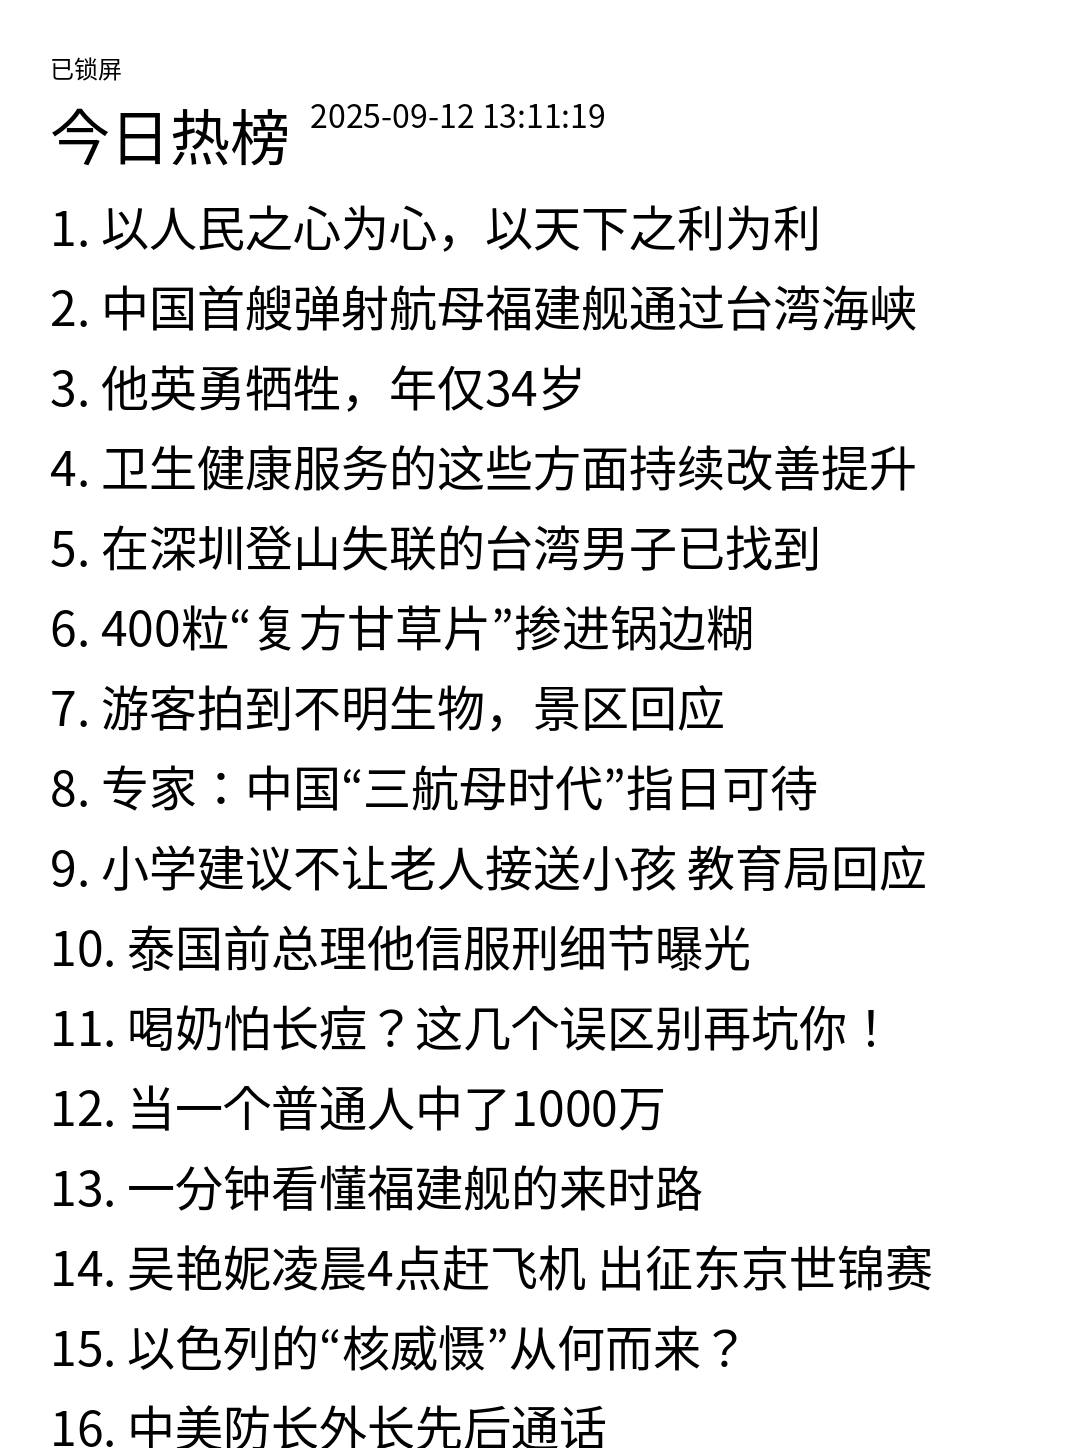 已锁屏
今日热榜 2025-09-12 13:11:19
1. 以人民之心为心，以天下之利为利
2. 中国首艘弹射航母福建舰通过台湾海峡
3. 他英勇牺牲，年仅34岁
4. 卫生健康服务的这些方面持续改善提升
5. 在深圳登山失联的台湾男子已找到
6. 400粒“复方甘草片”掺进锅边糊
7. 游客拍到不明生物，景区回应
8. 专家：中国“三航母时代”指日可待
9. 小学建议不让老人接送小孩 教育局回应
10. 泰国前总理他信服刑细节曝光
11. 喝奶怕长痘？这几个误区别再坑你！
12. 当一个普通人中了1000万
13. 一分钟看懂福建舰的来时路
14. 吴艳妮凌晨4点赶飞机 出征东京世锦赛
15. 以色列的“核威慑”从何而来？
16. 中美防长外长先后通话